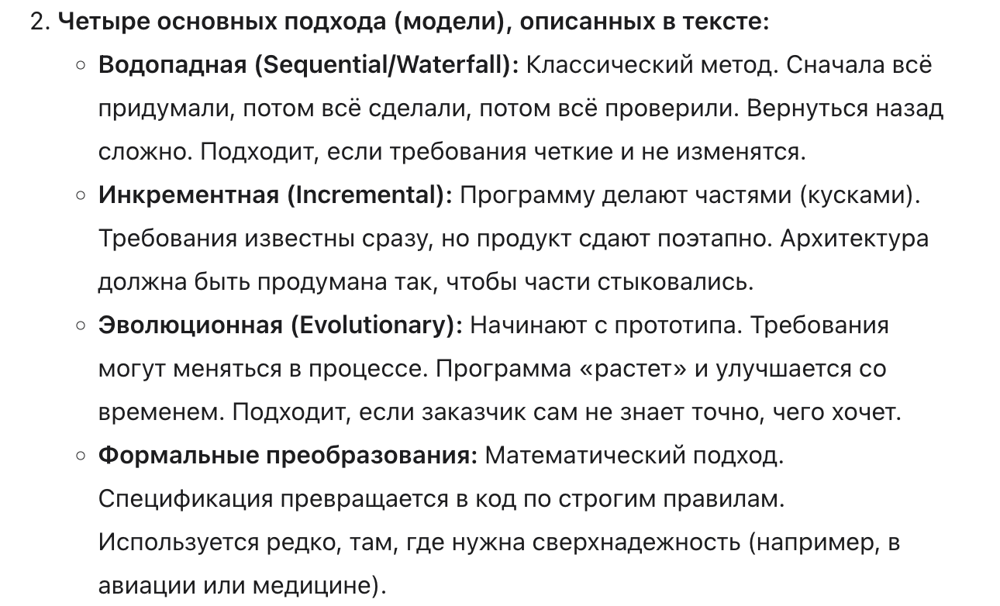 2. Четыре основных подхода (модели), описанных в тексте:
◦ Водопадная (Sequential/Waterfall): Классический метод. Сначала всё
придумали, потом всё сделали, потом всё проверили. Вернуться назад
сложно. Подходит, если требования четкие и не изменятся.
◦ Инкрементная (Incremental): Программу делают частями (кусками).
Требования известны сразу, но продукт сдают поэтапно. Архитектура
должна быть продумана так, чтобы части стыковались.
◦ Эволюционная (Evolutionary): Начинают с прототипа. Требования
могут меняться в процессе. Программа «растет» и улучшается со
временем. Подходит, если заказчик сам не знает точно, чего хочет.
◦ Формальные преобразования: Математический подход.
Спецификация превращается в код по строгим правилам.
Используется редко, там, где нужна сверхнадежность (например, в
авиации или медицине).